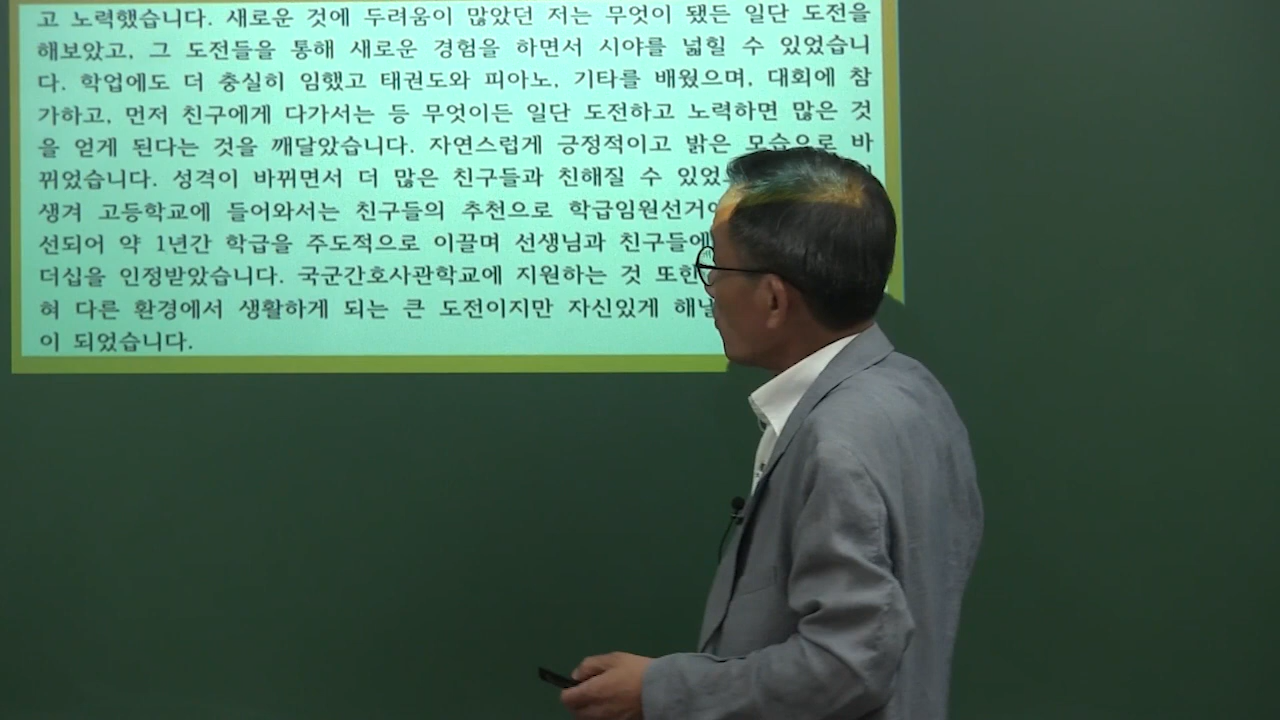 고 노력했습니다. 새로운 것에 두려움이 많았던 저는 무엇이 됐든 일단 도전을
해보았고, 그 도전들을 통해 새로운 경험을 하면서 시야를 넓힐 수 있었습니
다. 학업에도 더 충실히 임했고 태권도와 피아노, 기타를 배웠으며, 대회에 참
가하고, 먼저 친구에게 다가서는 등 무엇이든 일단 도전하고 노력하면 많은 것
을 얻게 된다는 것을 깨달았습니다. 자연스럽게 긍정적이고 밝은 모습으로 바
뀌었습니다. 성격이 바뀌면서 더 많은 친구들과 친해질 수
생겨 고등학교에 들어와서는 친구들의 추천으로
선되어 약 1년간 학급을 주도적으로 이끌며 선생님과
더십을 인정받았습니다. 국군간호사관학교에 지원하는 것 또한
혀 다른 환경에서 생활하게 되는 큰 도전이지만 자신있게
이 되었습니다.